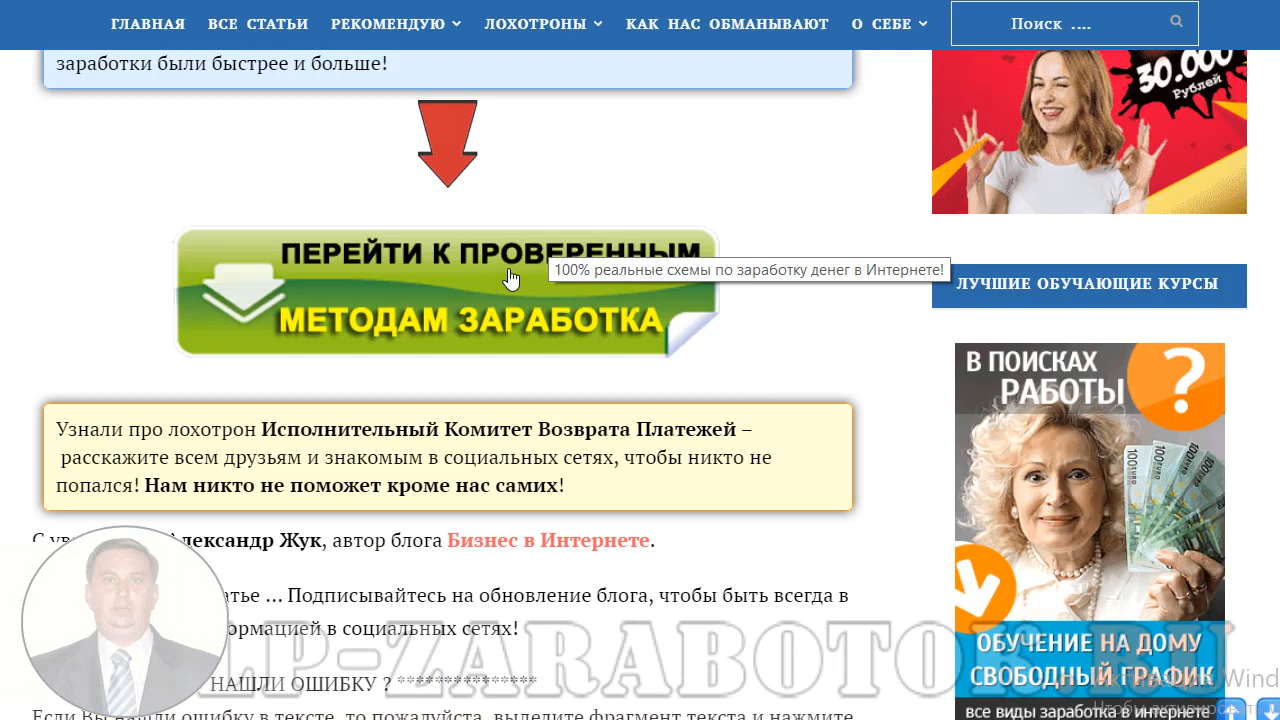 ГЛАВНАЯ ВСЕ СТАТЬИ РЕКОМЕНДУЮ ЛОХОТРОНЫ КАК НАС ОБМАНЫВАЮТ О СЕБЕ Поиск ....
заработки были быстрее и больше!
30.000
Рублей
ПЕРЕЙТИ К ПРОВЕРЕННЫМ
100% реальные схемы по заработку денег в Интернете!
МЕТОДАМ ЗАРАБОТКА
ЛУЧШИЕ ОБУЧАЮЩИЕ КУРСЫ
В ПОИСКАХ
РАБОТЫ
?
100EURO
Узнали про лохотрон Исполнительный Комитет Возврата Платежей –
расскажите всем друзьям и знакомым в социальных сетях, чтобы никто не
попался! Нам никто не поможет кроме нас самих!
Александр Жук, автор блога Бизнес в Интернете.
... Подписывайтесь на обновление блога, чтобы быть всегда в
в социальных сетях!
LP-ZARABOTOK.RU
НАШЛИ ОШИБКУ ? ***************
Если Вы нашли ошибку в тексте, то пожалуйста, выделите фрагмент текста и нажмите
ОБУЧЕНИЕ НА ДОМУ
СВОБОДНЫЙ ГРАФИК
все виды заработка в интернете